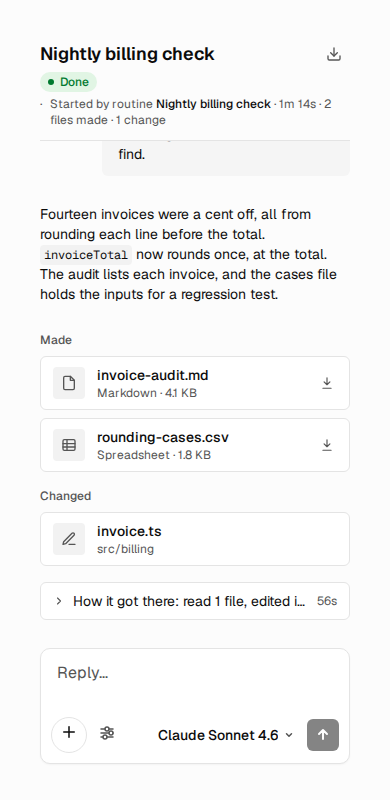 Nightly billing check
Done
· Started by routine Nightly billing check · 1m 14s · 2
files made · 1 change
find.
Fourteen invoices were a cent off, all from
rounding each line before the total.
invoiceTotal now rounds once, at the total.
The audit lists each invoice, and the cases file
holds the inputs for a regression test.
Made
invoice-audit.md
Markdown · 4.1 KB
rounding-cases.csv
Spreadsheet · 1.8 KB
Changed
invoice.ts
src/billing
How it got there: read 1 file, edited i... 56s
Reply...
Claude Sonnet 4.6